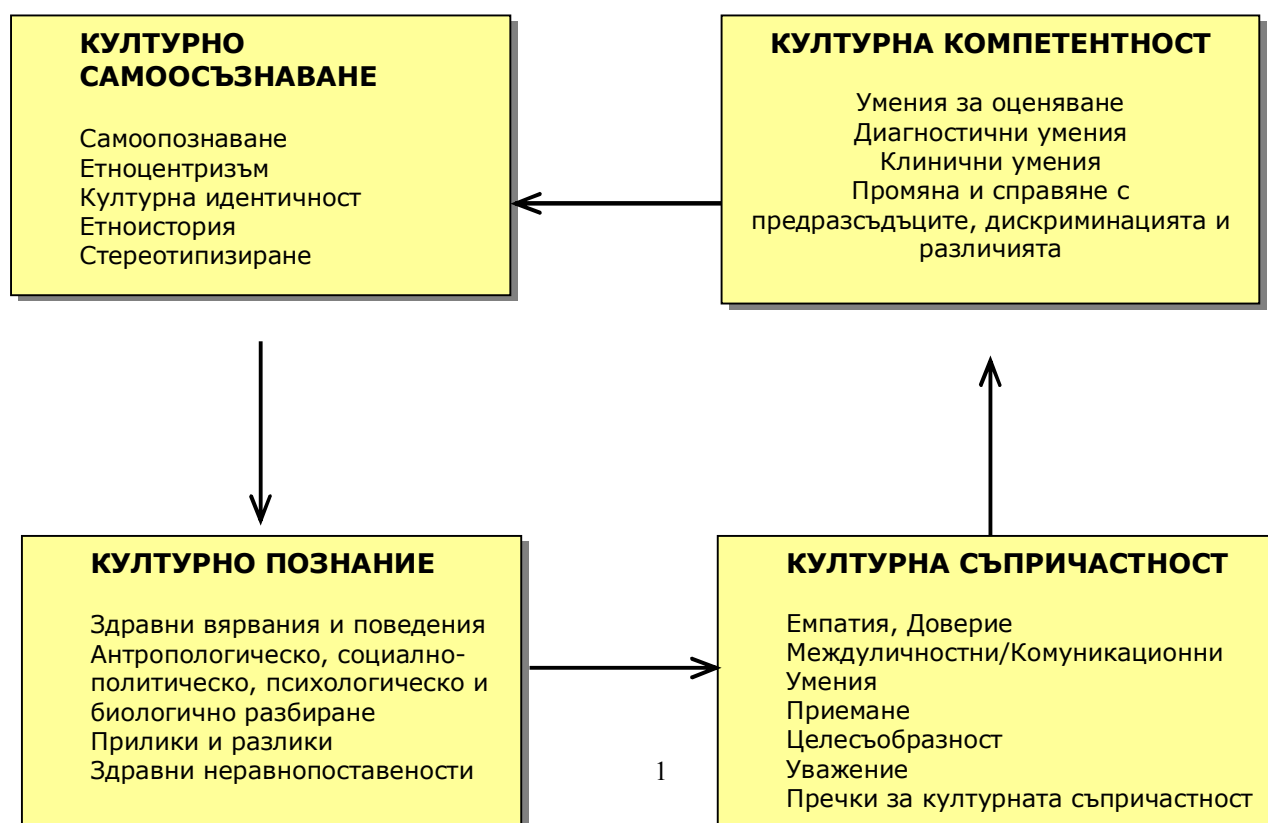 КУЛТУРНО
САМООСЪЗНАВАНЕ
Самоопознаване
Етноцентризъм
Културна идентичност
Етноистория
Стереотипизиране
КУЛТУРНА КОМПЕТЕНТНОСТ
Умения за оценяване
Диагностични умения
Клинични умения
Промяна и справяне с
предразсъдъците, дискриминацията и
различията
КУЛТУРНО ПОЗНАНИЕ
Здравни вярвания и поведения
Антропологическо, социално-
политическо, психологическо и
биологично разбиране
Прилики и разлики
Здравни неравнопоставености
КУЛТУРНА СЪПРИЧАСТНОСТ
Емпатия, Доверие
Междуличностни/Комуникационни
Умения
Приемане
Целесъобразност
Уважение
Пречки за културната съпричастност
1